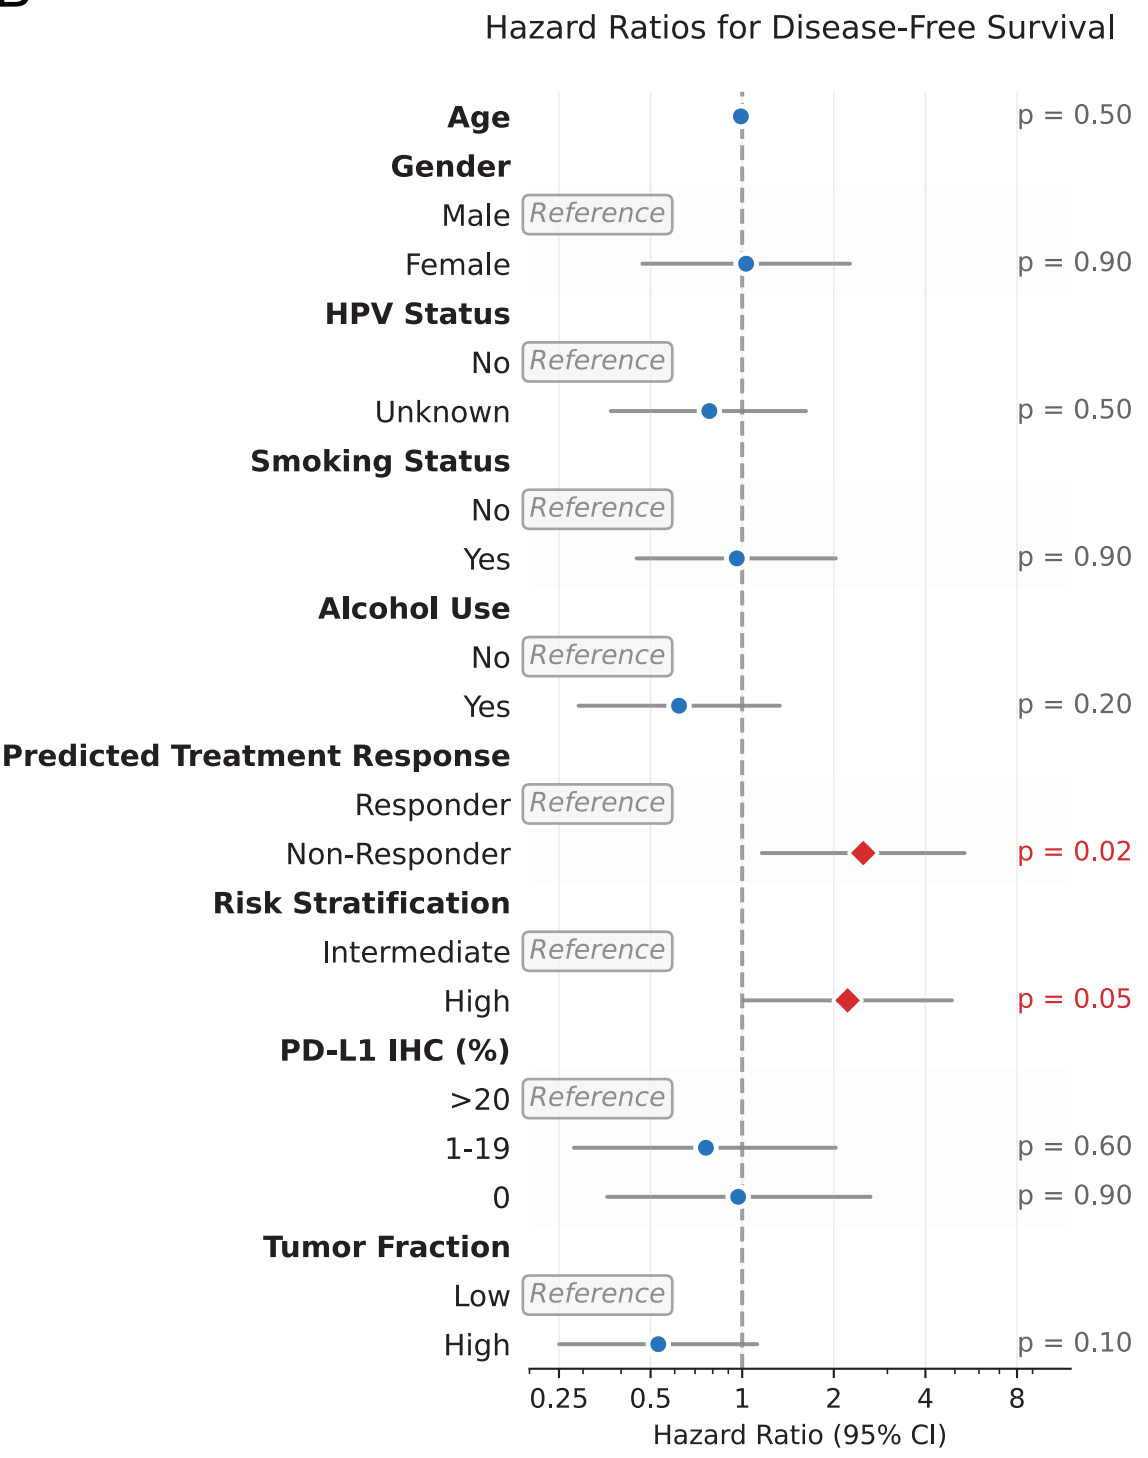 Hazard Ratios for Disease-Free Survival
Age p = 0.50
Gender
Male Reference
Female p = 0.90
HPV Status
No Reference
Unknown p = 0.50
Smoking Status
No Reference
Yes p = 0.90
Alcohol Use
No Reference
Yes p = 0.20
Predicted Treatment Response
Responder Reference
Non-Responder p = 0.02
Risk Stratification
Intermediate Reference
High p = 0.05
PD-L1 IHC (%)
>20 Reference
1-19 p = 0.60
0 p = 0.90
Tumor Fraction
Low Reference
High p = 0.10
0.25 0.5 1 2 4 8
Hazard Ratio (95% CI)